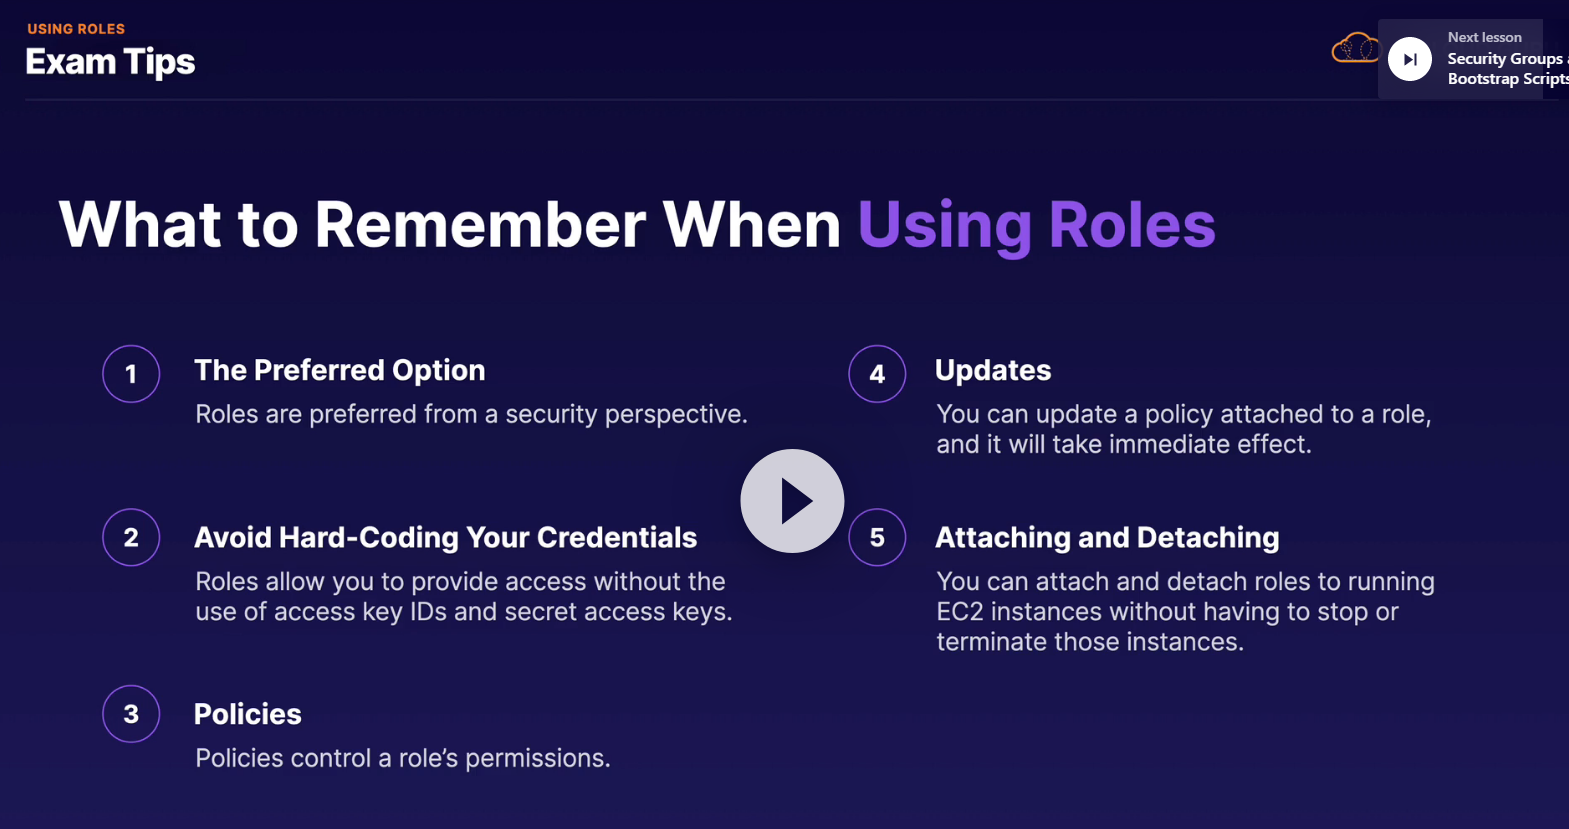 USING ROLES
Exam Tips
Next lesson
Security Groups
Bootstrap Scripts
What to Remember When Using Roles
1
The Preferred Option
Roles are preferred from a security perspective.
2
Avoid Hard-Coding Your Credentials
Roles allow you to provide access without the
use of access key IDs and secret access keys.
3
Policies
Policies control a role’s permissions.
4
Updates
You can update a policy attached to a role,
and it will take immediate effect.
5
Attaching and Detaching
You can attach and detach roles to running
EC2 instances without having to stop or
terminate those instances.